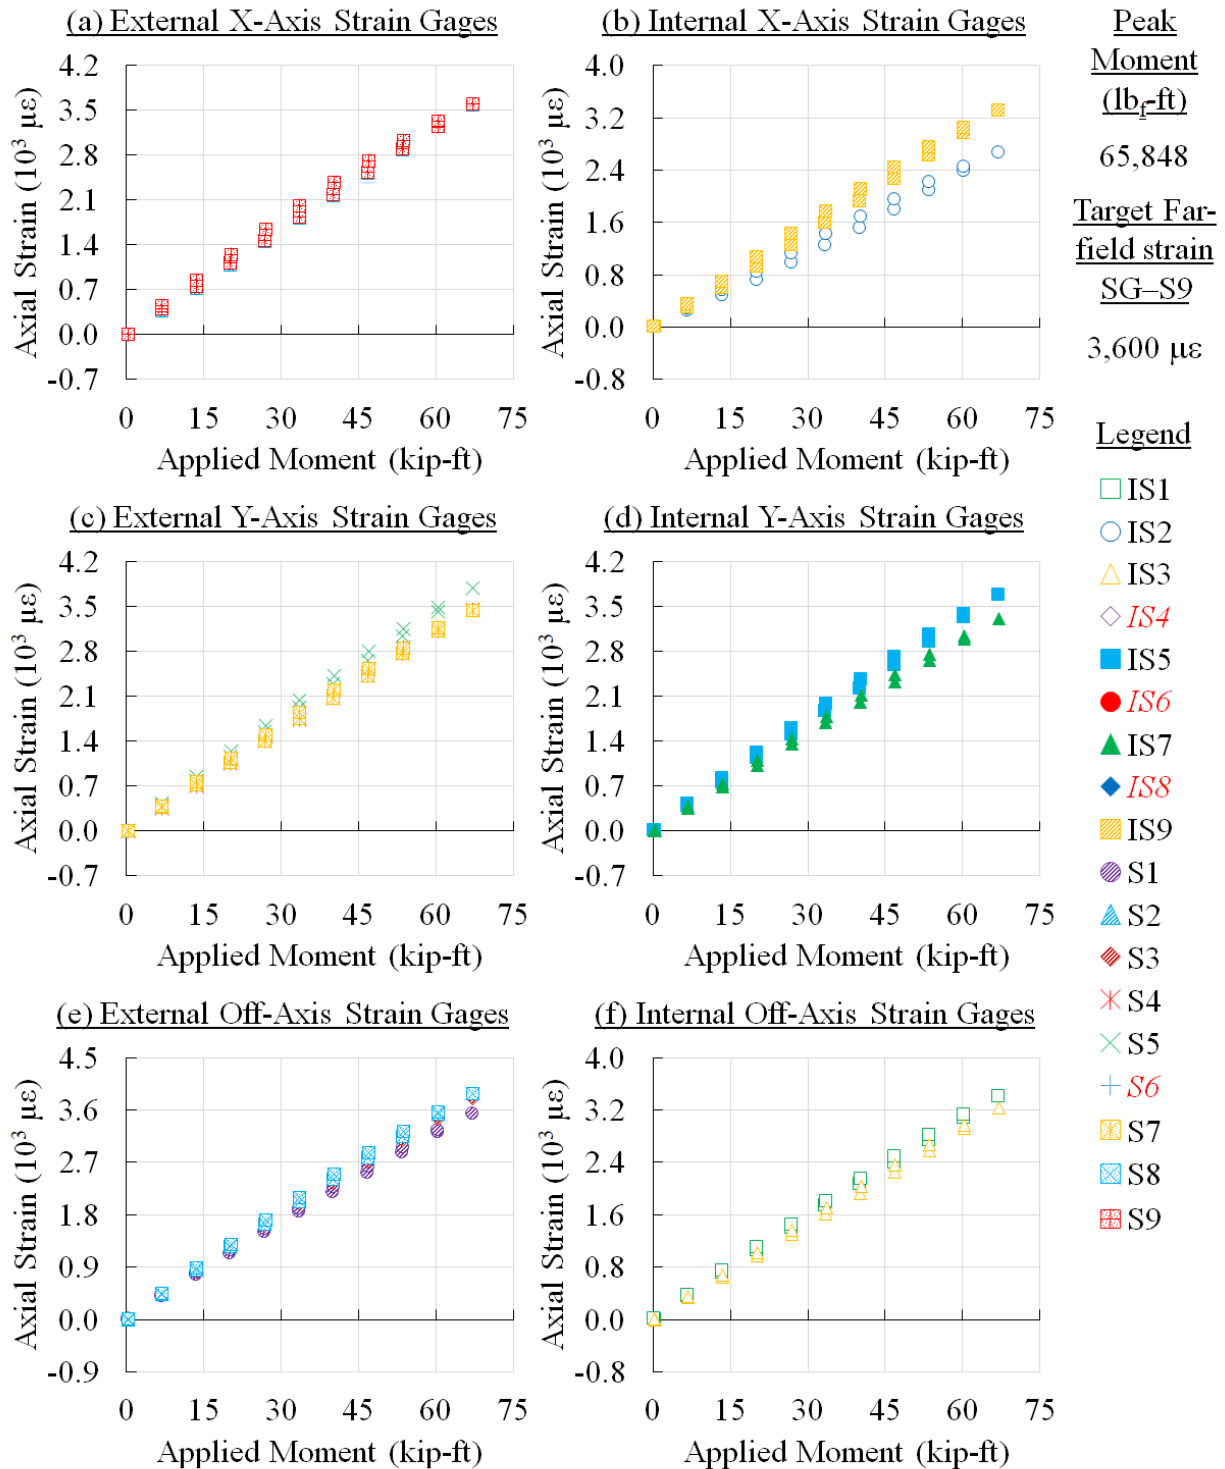 (a) External X-Axis Strain Gages
Axial Strain (10³ µε)
4.2
3.5
2.8
2.1
1.4
0.7
0.0
-0.7
0 15 30 45 60 75
Applied Moment (kip-ft)
(b) Internal X-Axis Strain Gages
Axial Strain (10³ µε)
4.0
3.2
2.4
1.6
0.8
0.0
-0.8
0 15 30 45 60 75
Applied Moment (kip-ft)
Peak
Moment
(lb_f-ft)
65,848
Target Far-
field strain
SG–S9
3,600 µε
(c) External Y-Axis Strain Gages
Axial Strain (10³ µε)
4.2
3.5
2.8
2.1
1.4
0.7
0.0
-0.7
0 15 30 45 60 75
Applied Moment (kip-ft)
(d) Internal Y-Axis Strain Gages
Axial Strain (10³ µε)
4.2
3.5
2.8
2.1
1.4
0.7
0.0
-0.7
0 15 30 45 60 75
Applied Moment (kip-ft)
(e) External Off-Axis Strain Gages
Axial Strain (10³ µε)
4.5
3.6
2.7
1.8
0.9
0.0
-0.9
0 15 30 45 60 75
Applied Moment (kip-ft)
(f) Internal Off-Axis Strain Gages
Axial Strain (10³ µε)
4.0
3.2
2.4
1.6
0.8
0.0
-0.8
0 15 30 45 60 75
Applied Moment (kip-ft)
Legend
IS1
IS2
IS3
IS4
IS5
IS6
IS7
IS8
IS9
S1
S2
S3
S4
S5
S6
S7
S8
S9